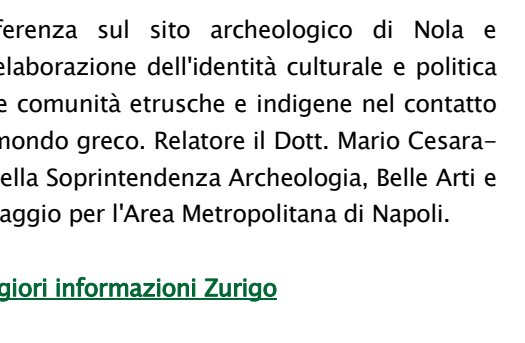 ferenza sul sito archeologico di Nola e
elaborazione dell'identità culturale e politica
e comunità etrusche e indigene nel contatto
mondo greco. Relatore il Dott. Mario Cesara-
ella Soprintendenza Archeologia, Belle Arti e
aggio per l'Area Metropolitana di Napoli.
giori informazioni Zurigo